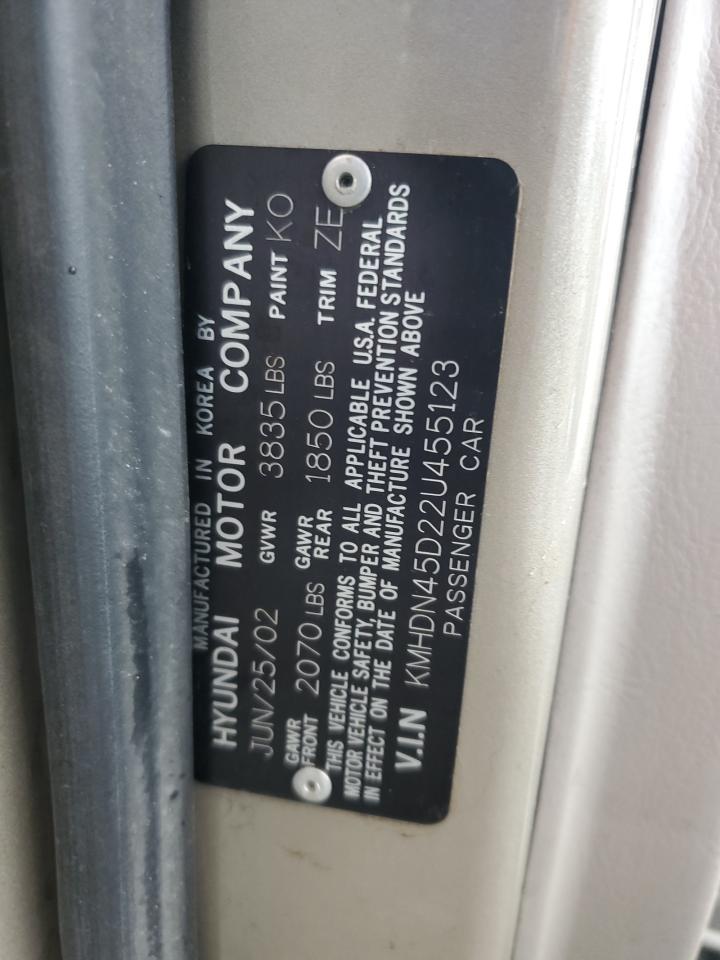 MANUFACTURED IN KOREA BY
HYUNDAI MOTOR COMPANY
JUN/25/02 GVWR 3835 LBS PAINT KO
GAWR FRONT 2070 LBS GAWR REAR 1850 LBS TRIM ZE
THIS VEHICLE CONFORMS TO ALL APPLICABLE U.S.A. FEDERAL
MOTOR VEHICLE SAFETY, BUMPER AND THEFT PREVENTION STANDARDS
IN EFFECT ON THE DATE OF MANUFACTURE SHOWN ABOVE
V.I.N KMHDN45D22U455123
PASSENGER CAR